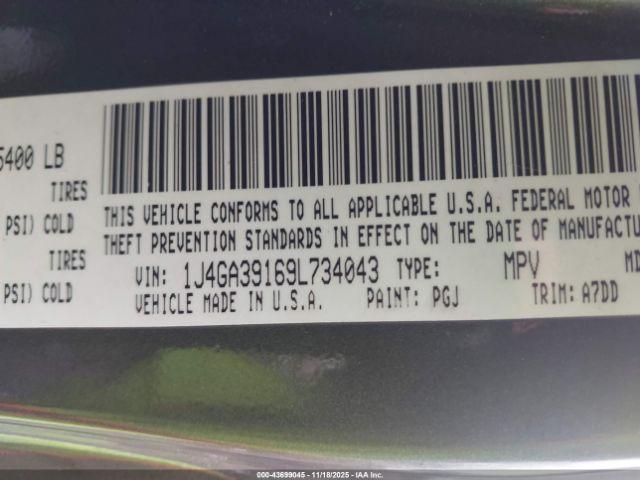 5400 LB
TIRES
PSI) COLD
TIRES
PSI) COLD
THIS VEHICLE CONFORMS TO ALL APPLICABLE U.S.A. FEDERAL MOTOR
THEFT PREVENTION STANDARDS IN EFFECT ON THE DATE OF MANUFACTU
VIN: 1J4GA39169L734043 TYPE: MPV MD
VEHICLE MADE IN U.S.A. PAINT: PGJ TRIM: A7DD
000-43699045 - 11/18/2025 - IAA Inc.